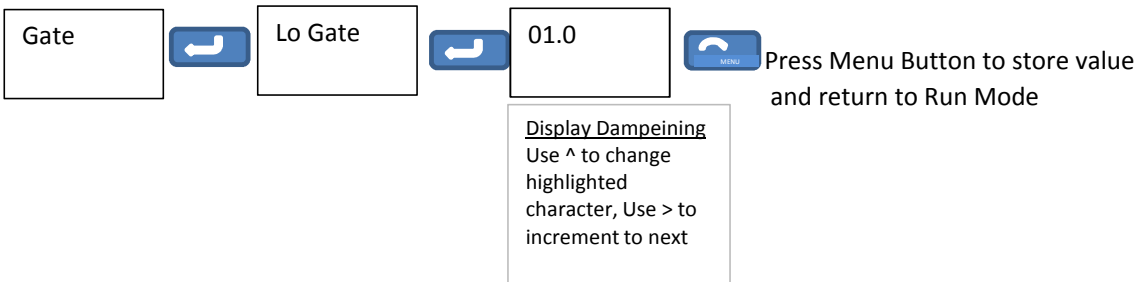 Gate
Lo Gate
01.0
MENU
Press Menu Button to store value
and return to Run Mode
Display Dampeining
Use ^ to change
highlighted
character, Use > to
increment to next